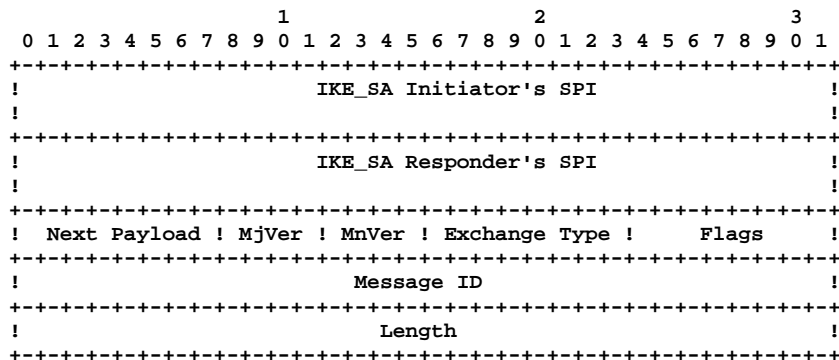 1                   2                   3
 0 1 2 3 4 5 6 7 8 9 0 1 2 3 4 5 6 7 8 9 0 1 2 3 4 5 6 7 8 9 0 1
+-+-+-+-+-+-+-+-+-+-+-+-+-+-+-+-+-+-+-+-+-+-+-+-+-+-+-+-+-+-+-+-+
!                       IKE_SA Initiator's SPI                  !
!                                                               !
+-+-+-+-+-+-+-+-+-+-+-+-+-+-+-+-+-+-+-+-+-+-+-+-+-+-+-+-+-+-+-+-+
!                       IKE_SA Responder's SPI                  !
!                                                               !
+-+-+-+-+-+-+-+-+-+-+-+-+-+-+-+-+-+-+-+-+-+-+-+-+-+-+-+-+-+-+-+-+
!  Next Payload ! MjVer ! MnVer ! Exchange Type !     Flags     !
+-+-+-+-+-+-+-+-+-+-+-+-+-+-+-+-+-+-+-+-+-+-+-+-+-+-+-+-+-+-+-+-+
!                          Message ID                           !
+-+-+-+-+-+-+-+-+-+-+-+-+-+-+-+-+-+-+-+-+-+-+-+-+-+-+-+-+-+-+-+-+
!                            Length                             !
+-+-+-+-+-+-+-+-+-+-+-+-+-+-+-+-+-+-+-+-+-+-+-+-+-+-+-+-+-+-+-+-+